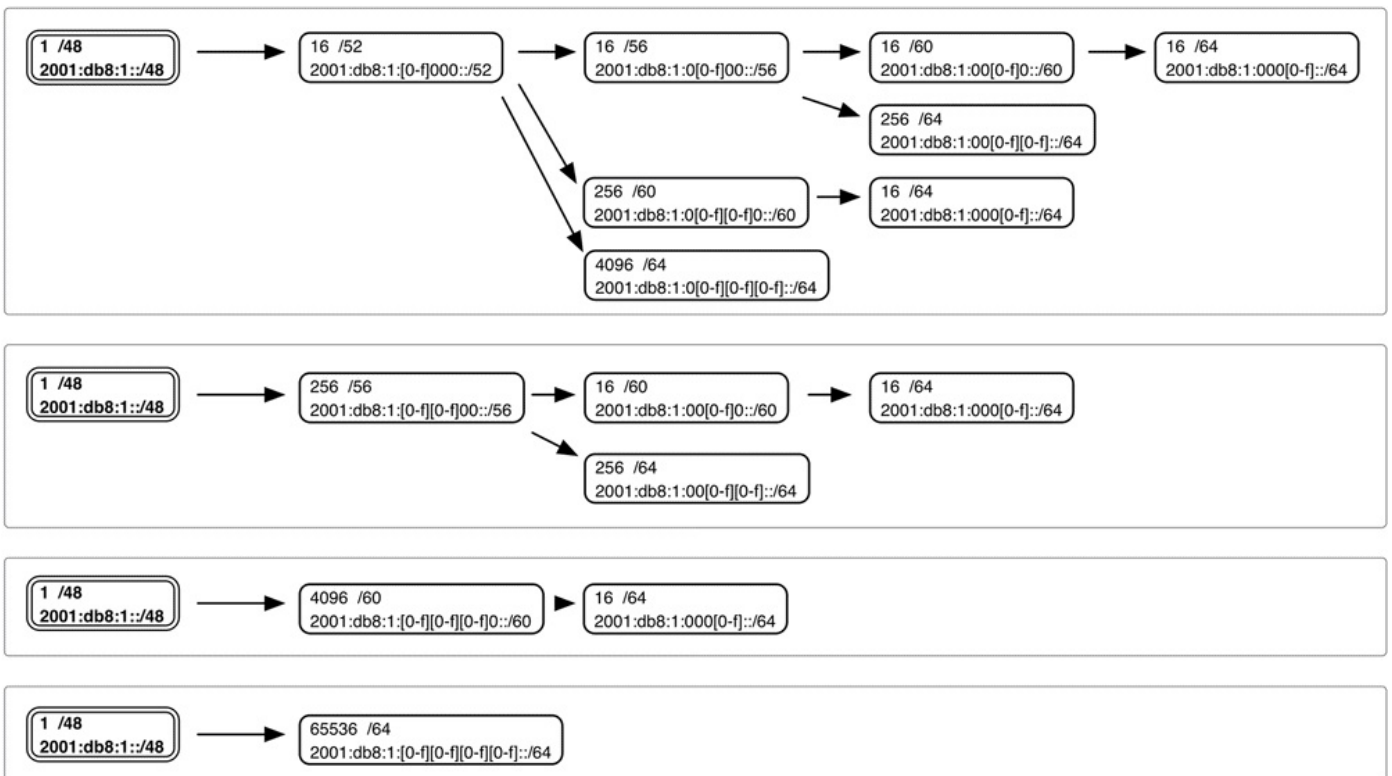 1 /48
2001:db8:1::/48
16 /52
2001:db8:1:[0-f]000::/52
16 /56
2001:db8:1:0[0-f]00::/56
16 /60
2001:db8:1:00[0-f]0::/60
16 /64
2001:db8:1:000[0-f]::/64
256 /64
2001:db8:1:00[0-f][0-f]::/64
256 /60
2001:db8:1:0[0-f][0-f]0::/60
16 /64
2001:db8:1:000[0-f]::/64
4096 /64
2001:db8:1:0[0-f][0-f][0-f]::/64
1 /48
2001:db8:1::/48
256 /56
2001:db8:1:[0-f][0-f]00::/56
16 /60
2001:db8:1:00[0-f]0::/60
16 /64
2001:db8:1:000[0-f]::/64
256 /64
2001:db8:1:00[0-f][0-f]::/64
1 /48
2001:db8:1::/48
4096 /60
2001:db8:1:[0-f][0-f][0-f]0::/60
16 /64
2001:db8:1:000[0-f]::/64
1 /48
2001:db8:1::/48
65536 /64
2001:db8:1:[0-f][0-f][0-f][0-f]::/64